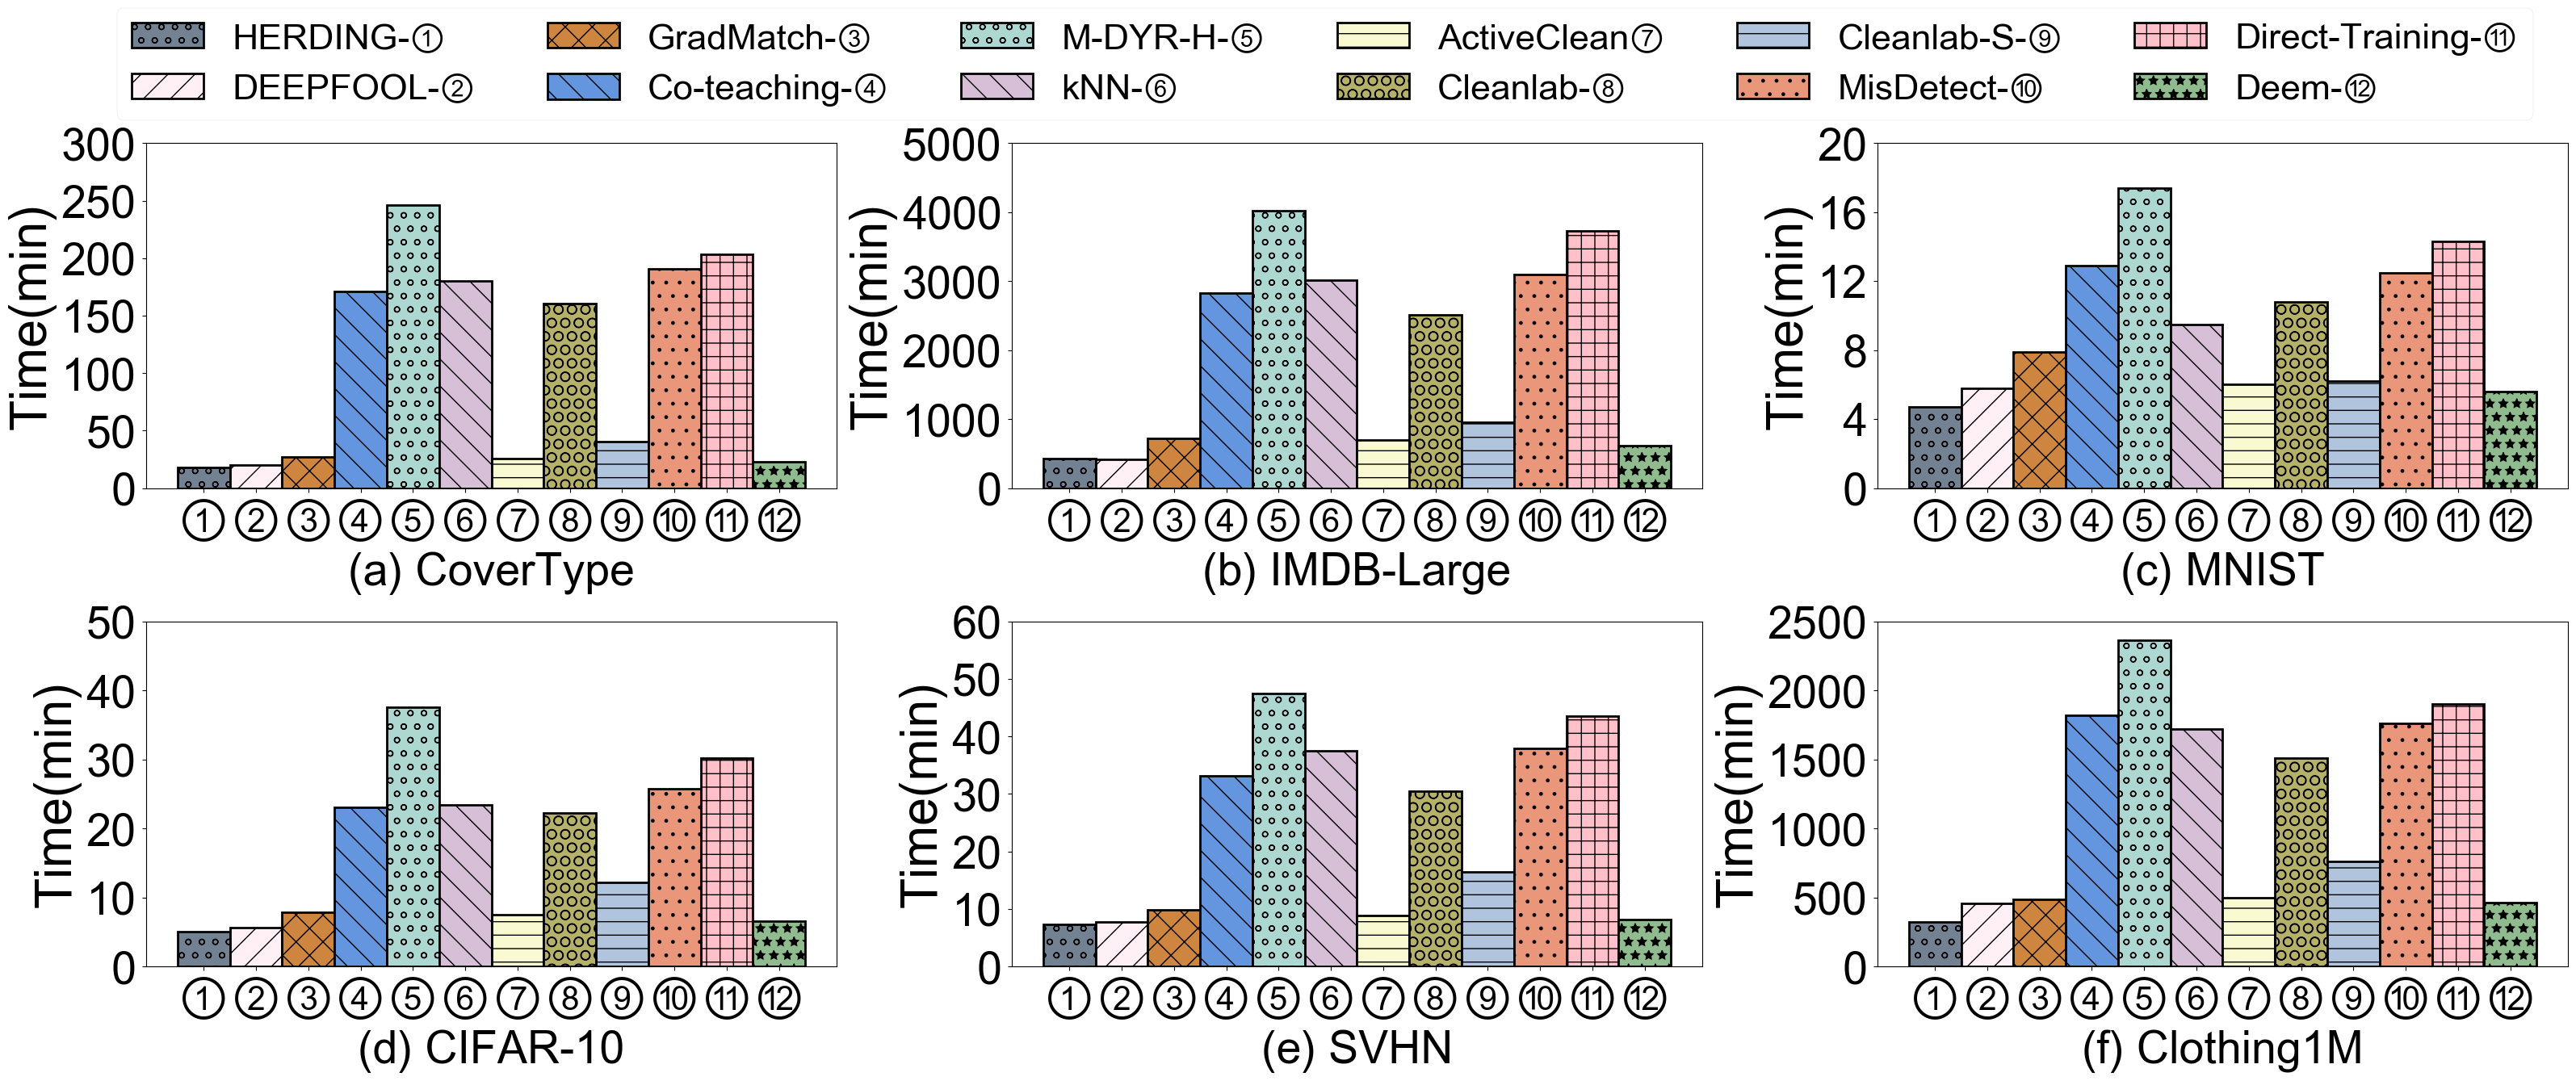 HERDING-① GradMatch-③ M-DYR-H-⑤ ActiveClean⑦ Cleanlab-S-⑨ Direct-Training-⑪
DEEPFOOL-② Co-teaching-④ kNN-⑥ Cleanlab-⑧ MisDetect-⑩ Deem-⑫
Time(min)
300
250
200
150
100
50
0
① ② ③ ④ ⑤ ⑥ ⑦ ⑧ ⑨ ⑩ ⑪ ⑫
(a) CoverType
Time(min)
5000
4000
3000
2000
1000
0
① ② ③ ④ ⑤ ⑥ ⑦ ⑧ ⑨ ⑩ ⑪ ⑫
(b) IMDB-Large
Time(min)
20
16
12
8
4
0
① ② ③ ④ ⑤ ⑥ ⑦ ⑧ ⑨ ⑩ ⑪ ⑫
(c) MNIST
Time(min)
50
40
30
20
10
0
① ② ③ ④ ⑤ ⑥ ⑦ ⑧ ⑨ ⑩ ⑪ ⑫
(d) CIFAR-10
Time(min)
60
50
40
30
20
10
0
① ② ③ ④ ⑤ ⑥ ⑦ ⑧ ⑨ ⑩ ⑪ ⑫
(e) SVHN
Time(min)
2500
2000
1500
1000
500
0
① ② ③ ④ ⑤ ⑥ ⑦ ⑧ ⑨ ⑩ ⑪ ⑫
(f) Clothing1M